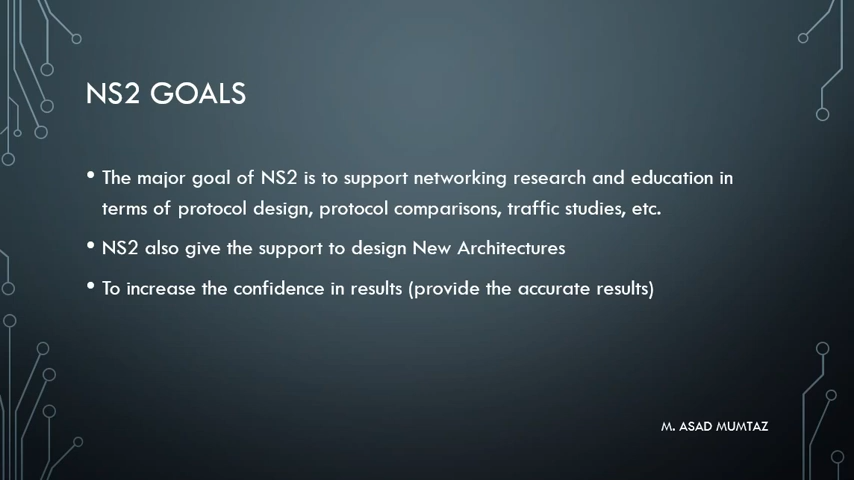 NS2 GOALS
• The major goal of NS2 is to support networking research and education in
terms of protocol design, protocol comparisons, traffic studies, etc.
• NS2 also give the support to design New Architectures
• To increase the confidence in results (provide the accurate results)
M. ASAD MUMTAZ